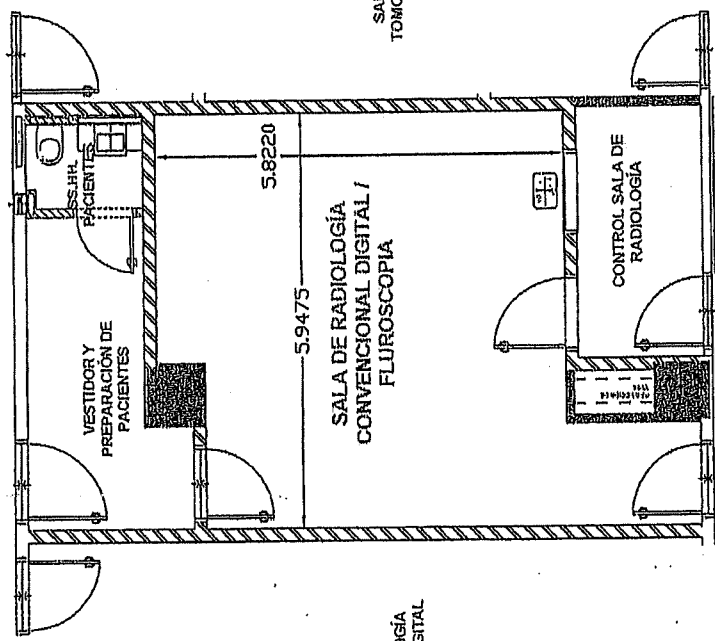 SA
TOMO
SS.HH.
PACIENTES
VESTIDOR Y
PREPARACIÓN DE
PACIENTES
5.8220
5.9475
SALA DE RADIOLOGÍA
CONVENCIONAL DIGITAL /
FLUROSCOPIA
CONTROL SALA DE
RADIOLOGÍA
OGÍA
GITAL